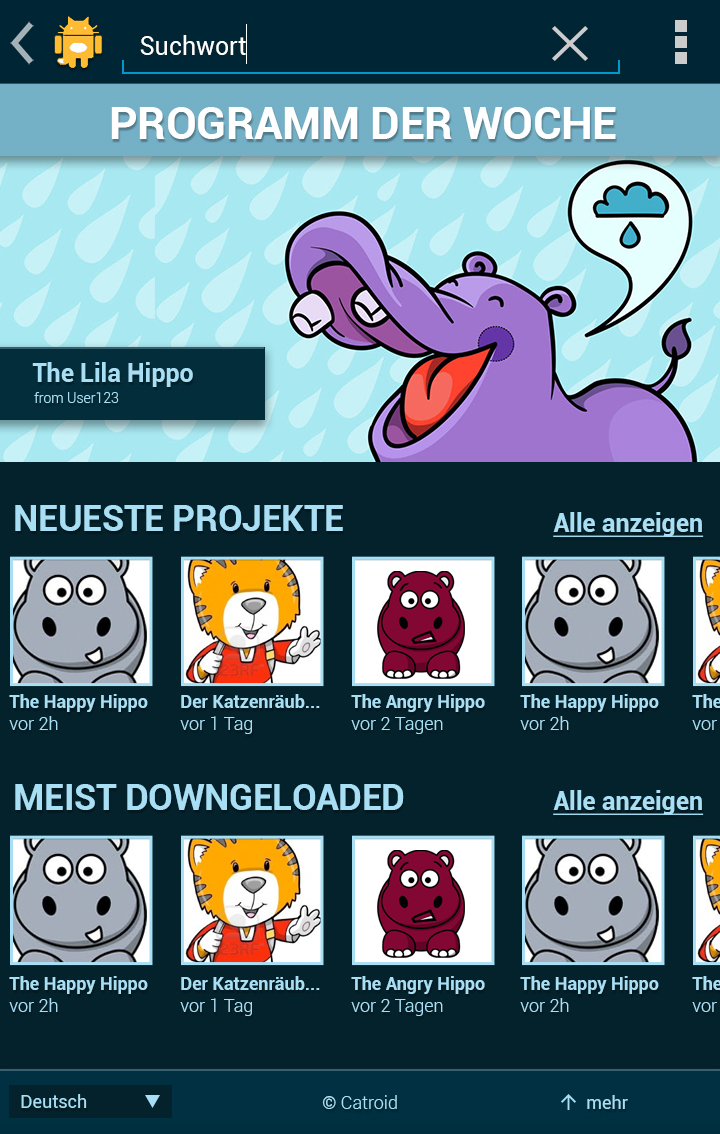 Suchwort
PROGRAMM DER WOCHE
The Lila Hippo
from User123
NEUESTE PROJEKTE
Alle anzeigen
The Happy Hippo
Der Katzenräub...
The Angry Hippo
The Happy Hippo
The
vor 2h
vor 1 Tag
vor 2 Tagen
vor 2h
vor
MEIST DOWNGELOADED
Alle anzeigen
The Happy Hippo
Der Katzenräub...
The Angry Hippo
The Happy Hippo
The
vor 2h
vor 1 Tag
vor 2 Tagen
vor 2h
vor
Deutsch
© Catroid
mehr